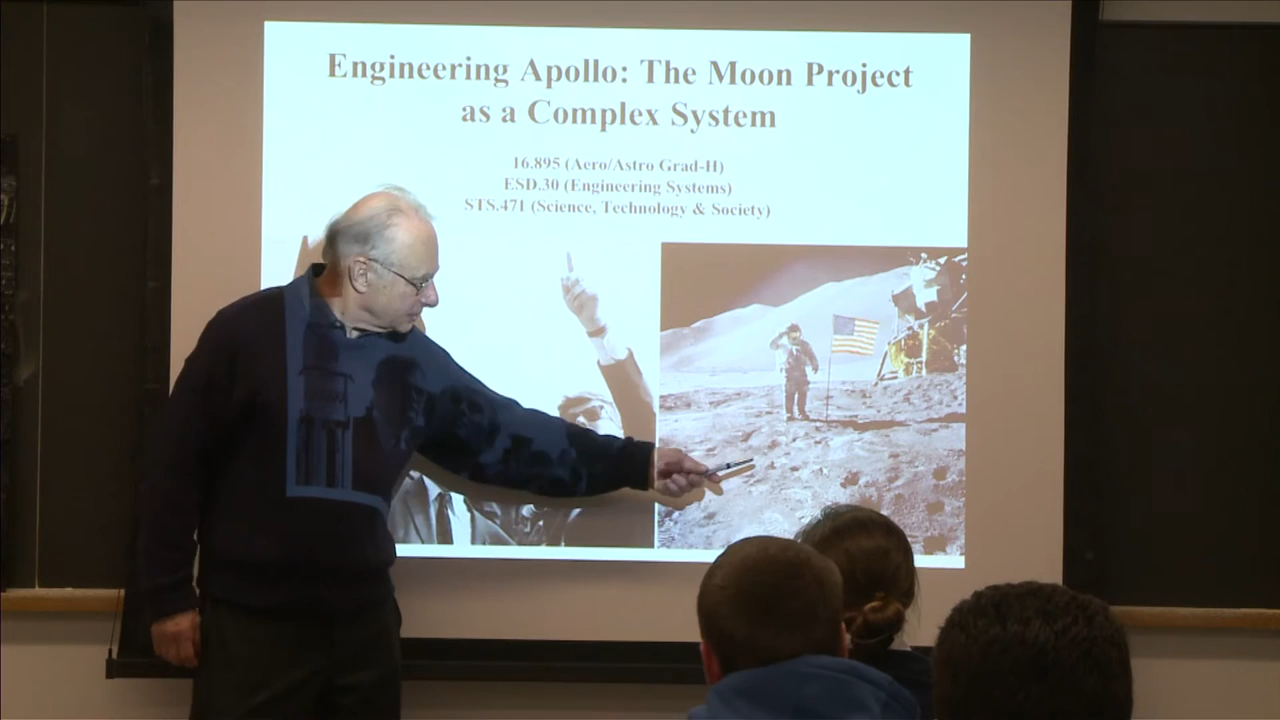 Engineering Apollo: The Moon Project
as a Complex System
16.895 (Aero/Astro Grad-H)
ESD.30 (Engineering Systems)
STS.471 (Science, Technology & Society)